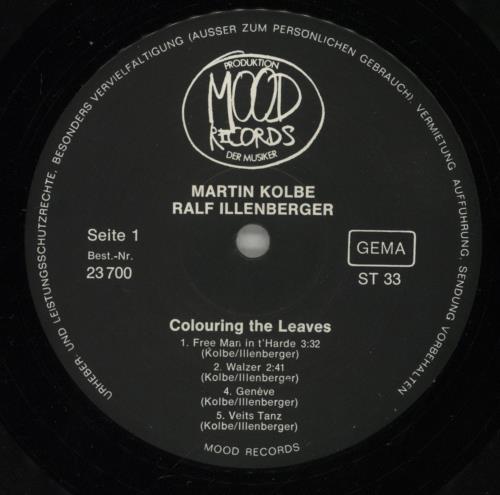 URHEBER- UND LEISTUNGSSCHUTZRECHTE, BESONDERS VERVIELFÄLTIGUNG (AUSSER ZUM PERSÖNLICHEN GEBRAUCH), VERMIETUNG AUFFÜHRUNG, SENDUNG VORBEHALTEN
PRODUKTION
MOOD
RECORDS
DER MUSIKER
MARTIN KOLBE
RALF ILLENBERGER
Seite 1
Best.-Nr.
23 700
GEMA
ST 33
Colouring the Leaves
1. Free Man in t'Harde 3:32
(Kolbe/Illenberger)
2. Walzer 2:41
(Kolbe/Illenberger)
4. Genêve
(Kolbe/Illenberger)
5. Veits Tanz
(Kolbe/Illenberger)
MOOD RECORDS